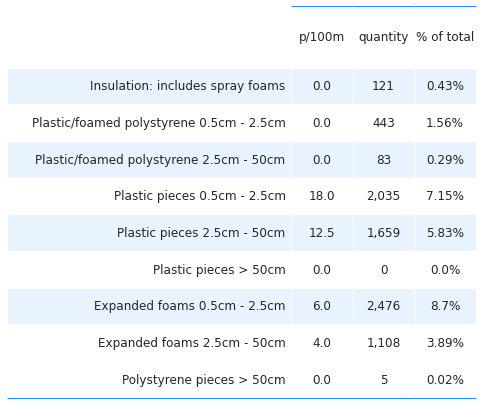 p/100m quantity % of total
Insulation: includes spray foams 0.0 121 0.43%
Plastic/foamed polystyrene 0.5cm - 2.5cm 0.0 443 1.56%
Plastic/foamed polystyrene 2.5cm - 50cm 0.0 83 0.29%
Plastic pieces 0.5cm - 2.5cm 18.0 2,035 7.15%
Plastic pieces 2.5cm - 50cm 12.5 1,659 5.83%
Plastic pieces > 50cm 0.0 0 0.0%
Expanded foams 0.5cm - 2.5cm 6.0 2,476 8.7%
Expanded foams 2.5cm - 50cm 4.0 1,108 3.89%
Polystyrene pieces > 50cm 0.0 5 0.02%